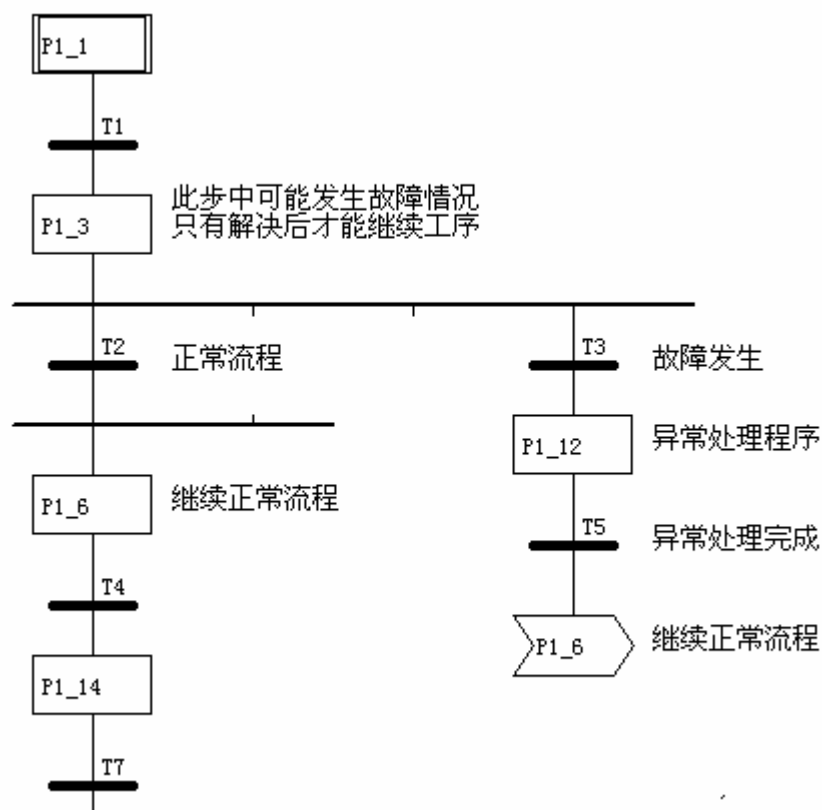 P1_1
T1
P1_3
此步中可能发生故障情况
只有解决后才能继续工序
T2
正常流程
T3
故障发生
P1_12
异常处理程序
P1_6
继续正常流程
T5
异常处理完成
T4
P1_6
继续正常流程
P1_14
T7